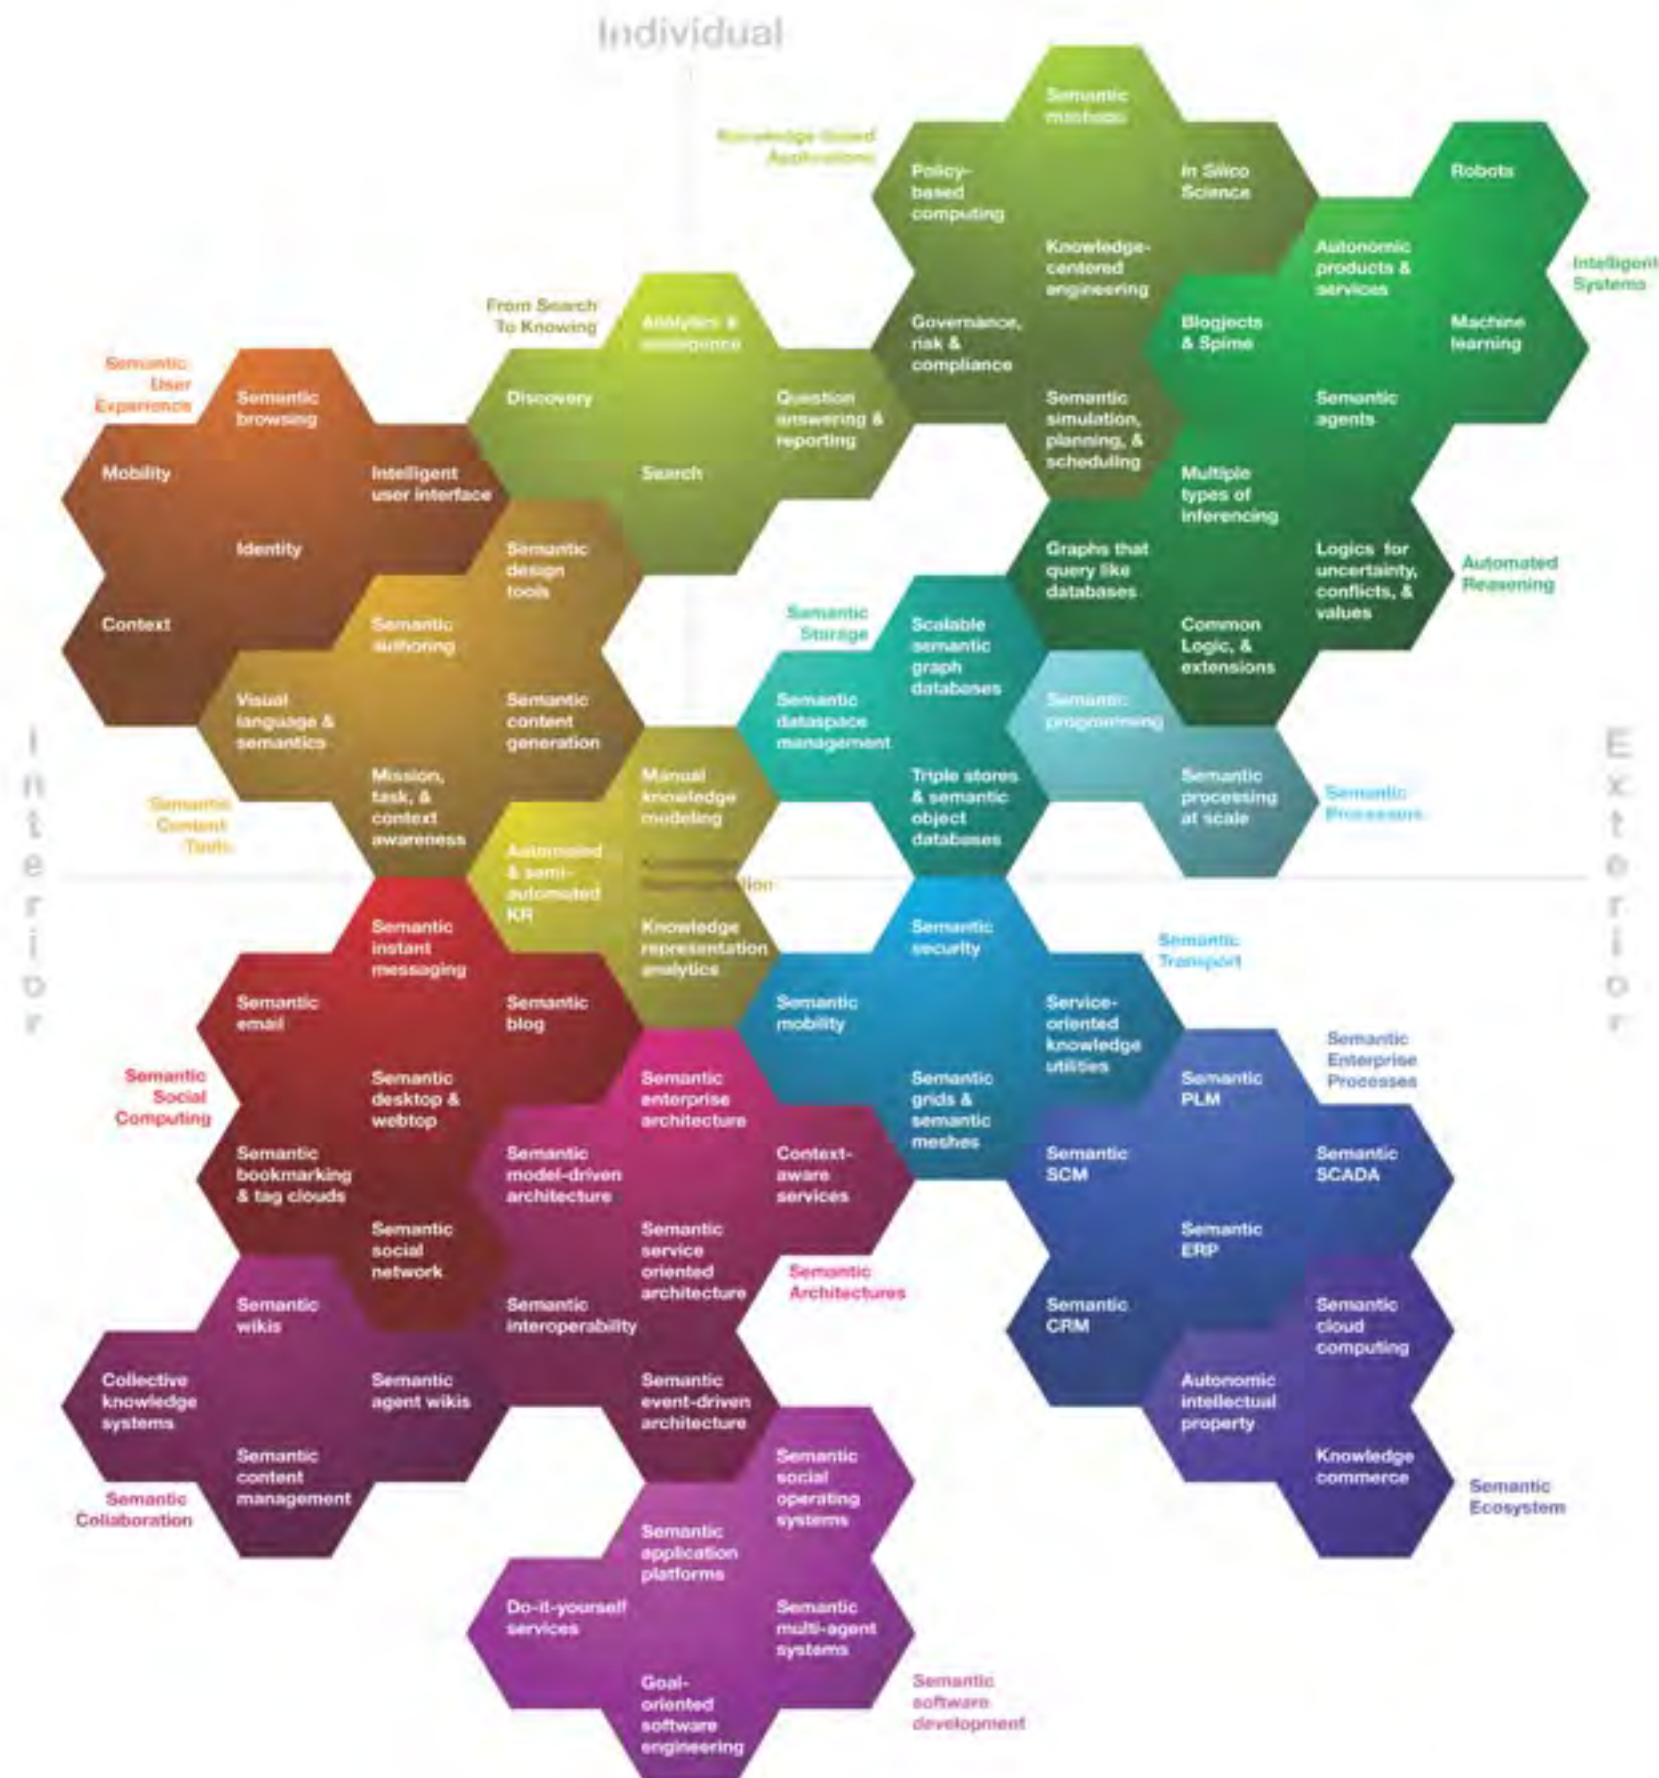 Individual
Semantic
Knowledge-based
Applications
Policy-
based
computing
In Silico
Science
Robots
Knowledge-
centered
engineering
Autonomic
products &
services
Intelligent
Systems
From Search
To Knowing
Analytics &
Governance,
risk &
compliance
Blogjects
& Spime
Machine
learning
Semantic
User
Experience
Semantic
browsing
Discovery
Question
answering &
reporting
Semantic
simulation,
planning, &
scheduling
Semantic
agents
Mobility
Intelligent
user interface
Search
Multiple
types of
inferencing
Identity
Semantic
design
tools
Graphs that
query like
databases
Logics for
uncertainty,
conflicts, &
values
Automated
Reasoning
Context
Semantic
authoring
Semantic
Storage
Scalable
semantic
graph
databases
Common
Logic, &
extensions
Visual
language &
semantics
Semantic
content
generation
Semantic
dataspace
management
Semantic
programming
Interior
Exterior
Semantic
Content
Tools
Mission,
task, &
context
awareness
Manual
knowledge
modeling
Triple stores
& semantic
object
databases
Semantic
processing
at scale
Semantic
Processors
Automated
& semi-
automated
KR
Semantic
instant
messaging
Knowledge
representation
analytics
Semantic
security
Semantic
Transport
Semantic
email
Semantic
blog
Semantic
mobility
Service-
oriented
knowledge
utilities
Semantic
Enterprise
Processes
Semantic
Social
Computing
Semantic
desktop &
webtop
Semantic
enterprise
architecture
Semantic
grids &
semantic
meshes
Semantic
PLM
Semantic
bookmarking
& tag clouds
Semantic
model-driven
architecture
Context-
aware
services
Semantic
SCM
Semantic
SCADA
Semantic
social
network
Semantic
service
oriented
architecture
Semantic
Architectures
Semantic
ERP
Semantic
wikis
Semantic
interoperability
Semantic
CRM
Semantic
cloud
computing
Collective
knowledge
systems
Semantic
agent wikis
Semantic
event-driven
architecture
Autonomic
intellectual
property
Semantic
content
management
Semantic
social
operating
systems
Knowledge
commerce
Semantic
Ecosystem
Semantic
Collaboration
Semantic
application
platforms
Do-it-yourself
services
Semantic
multi-agent
systems
Goal-
oriented
software
engineering
Semantic
software
development